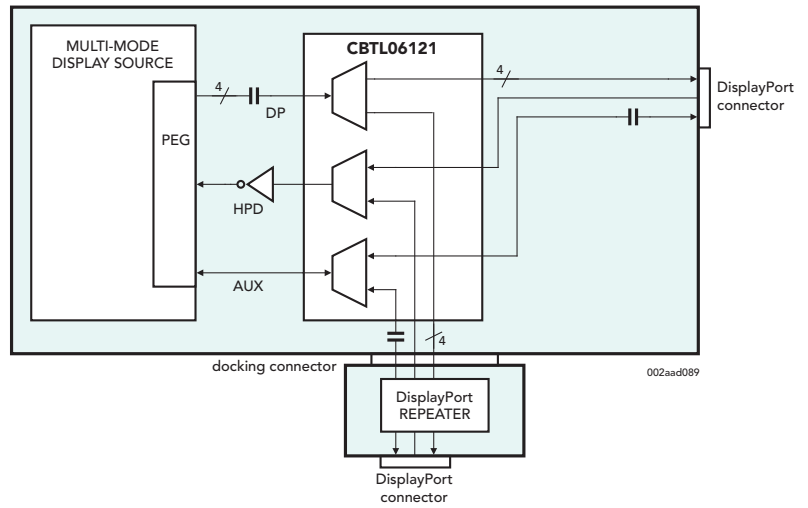 MULTI-MODE
DISPLAY SOURCE
CBTL06121
4
4
DP
DisplayPort
connector
PEG
HPD
AUX
4
docking connector
002aad089
DisplayPort
REPEATER
DisplayPort
connector